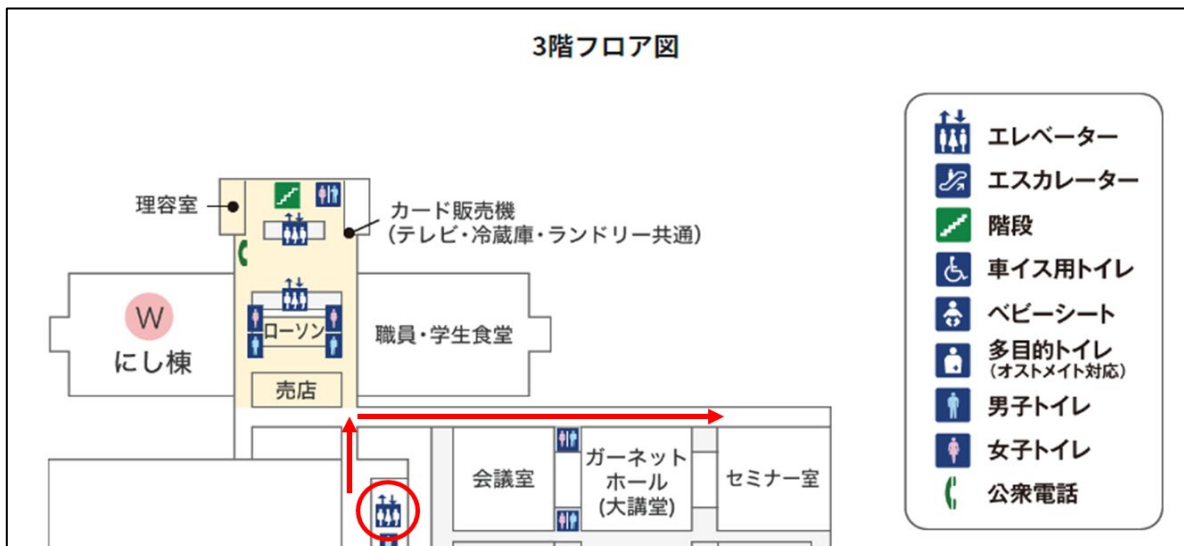 3階フロア図
エレベーター
エスカレーター
階段
車イス用トイレ
ベビーシート
多目的トイレ
(オストメイト対応)
男子トイレ
女子トイレ
公衆電話
理容室
カード販売機
(テレビ・冷蔵庫・ランドリー共通)
W
にし棟
ローソン
職員・学生食堂
売店
会議室
ガーネット
ホール
(大講堂)
セミナー室